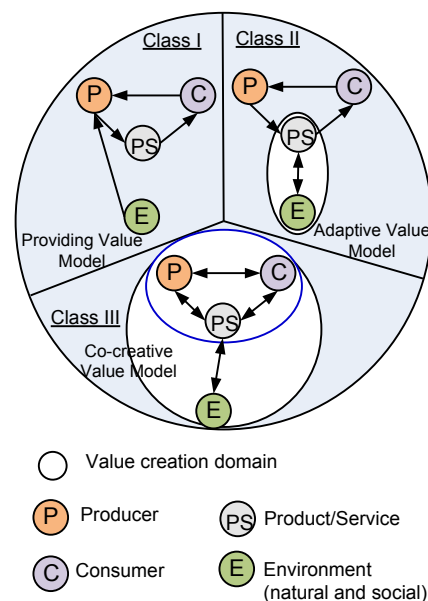 Class I
Class II
P
C
P
C
PS
PS
E
E
Providing Value
Model
Adaptive Value
Model
P
C
Class III
PS
Co-creative
Value Model
E
Value creation domain
P
Producer
PS
Product/Service
C
Consumer
E
Environment
(natural and social)